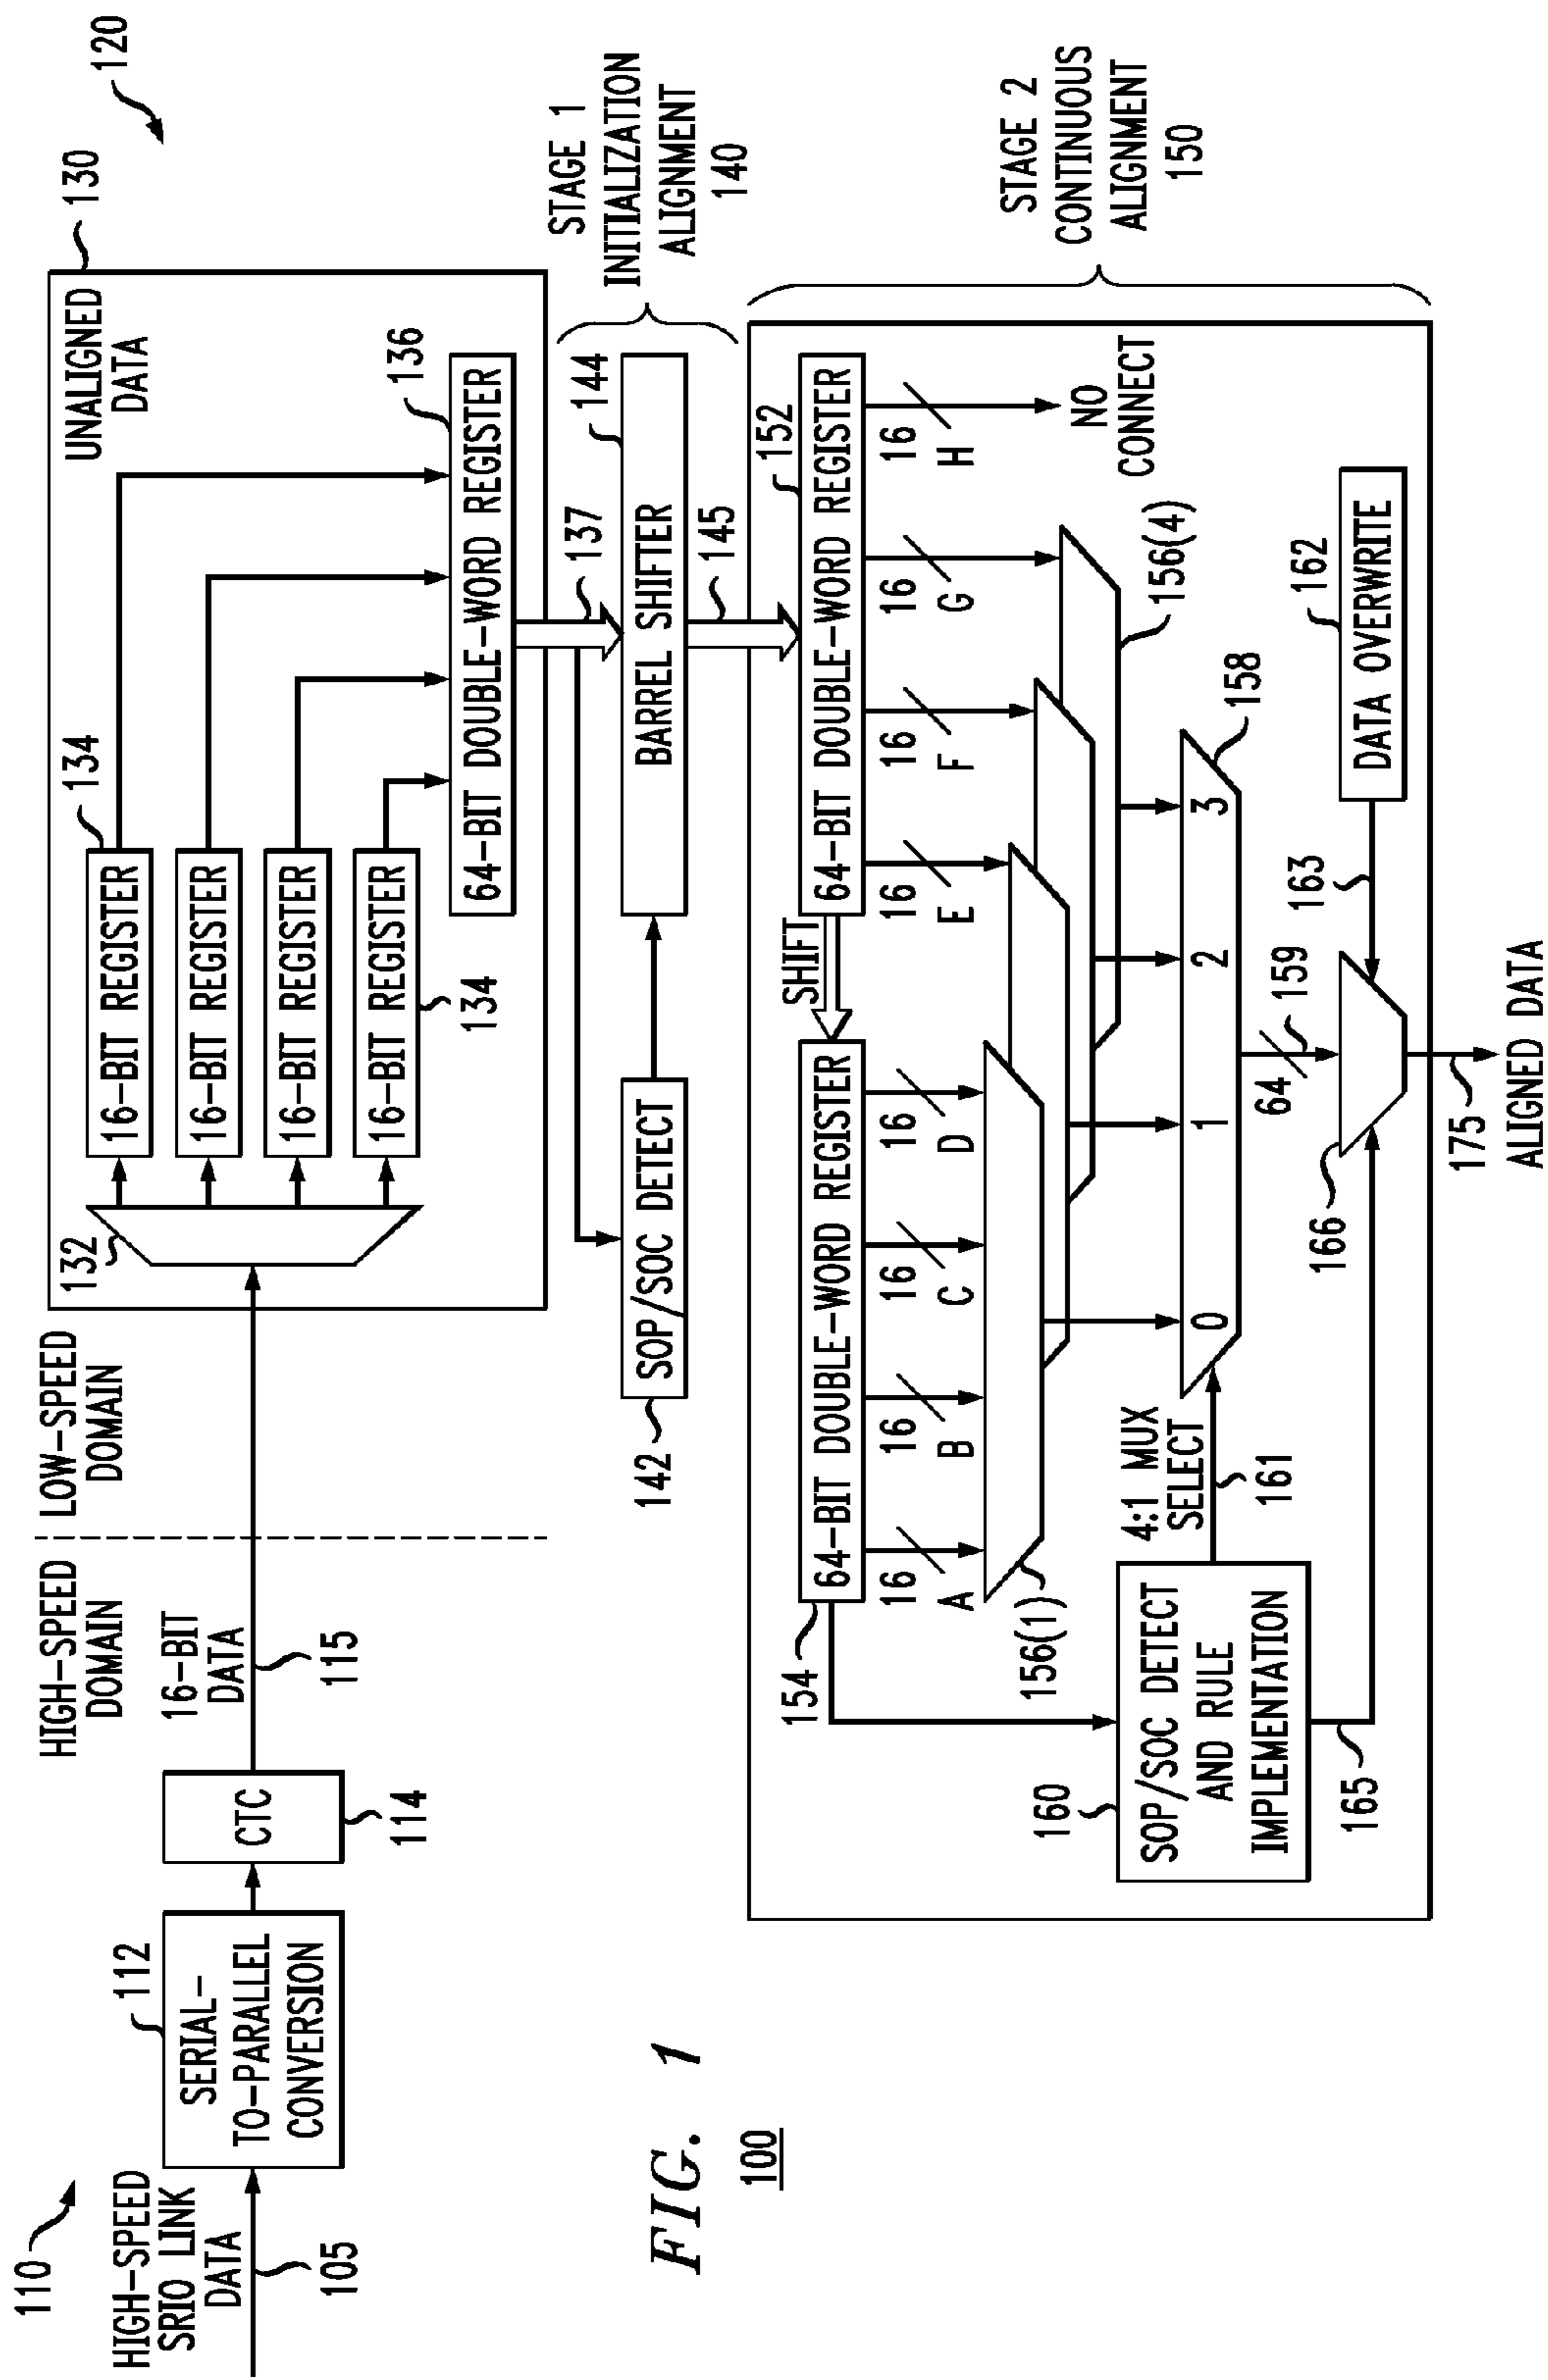 110
HIGH-SPEED
SRIO LINK
DATA
105
112
SERIAL-
TO-PARALLEL
CONVERSION
CTC
114
HIGH-SPEED
DOMAIN
16-BIT
DATA
115
LOW-SPEED
DOMAIN
120
130
UNALIGNED
DATA
132
134
16-BIT REGISTER
16-BIT REGISTER
16-BIT REGISTER
16-BIT REGISTER
134
136
64-BIT DOUBLE-WORD REGISTER
137
STAGE 1
INITIALIZATION
ALIGNMENT
140
142
SOP/SOC DETECT
144
BARREL SHIFTER
145
STAGE 2
CONTINUOUS
ALIGNMENT
150
154
64-BIT DOUBLE-WORD REGISTER
SHIFT
152
64-BIT DOUBLE-WORD REGISTER
16
A
16
B
16
C
16
D
16
E
16
F
16
G
16
H
NO
CONNECT
156(1)
156(4)
160
SOP/SOC DETECT
AND RULE
IMPLEMENTATION
4:1 MUX
SELECT
161
0
1
2
3
158
64
159
162
DATA OVERWRITE
163
165
166
175
ALIGNED DATA
FIG. 1
100